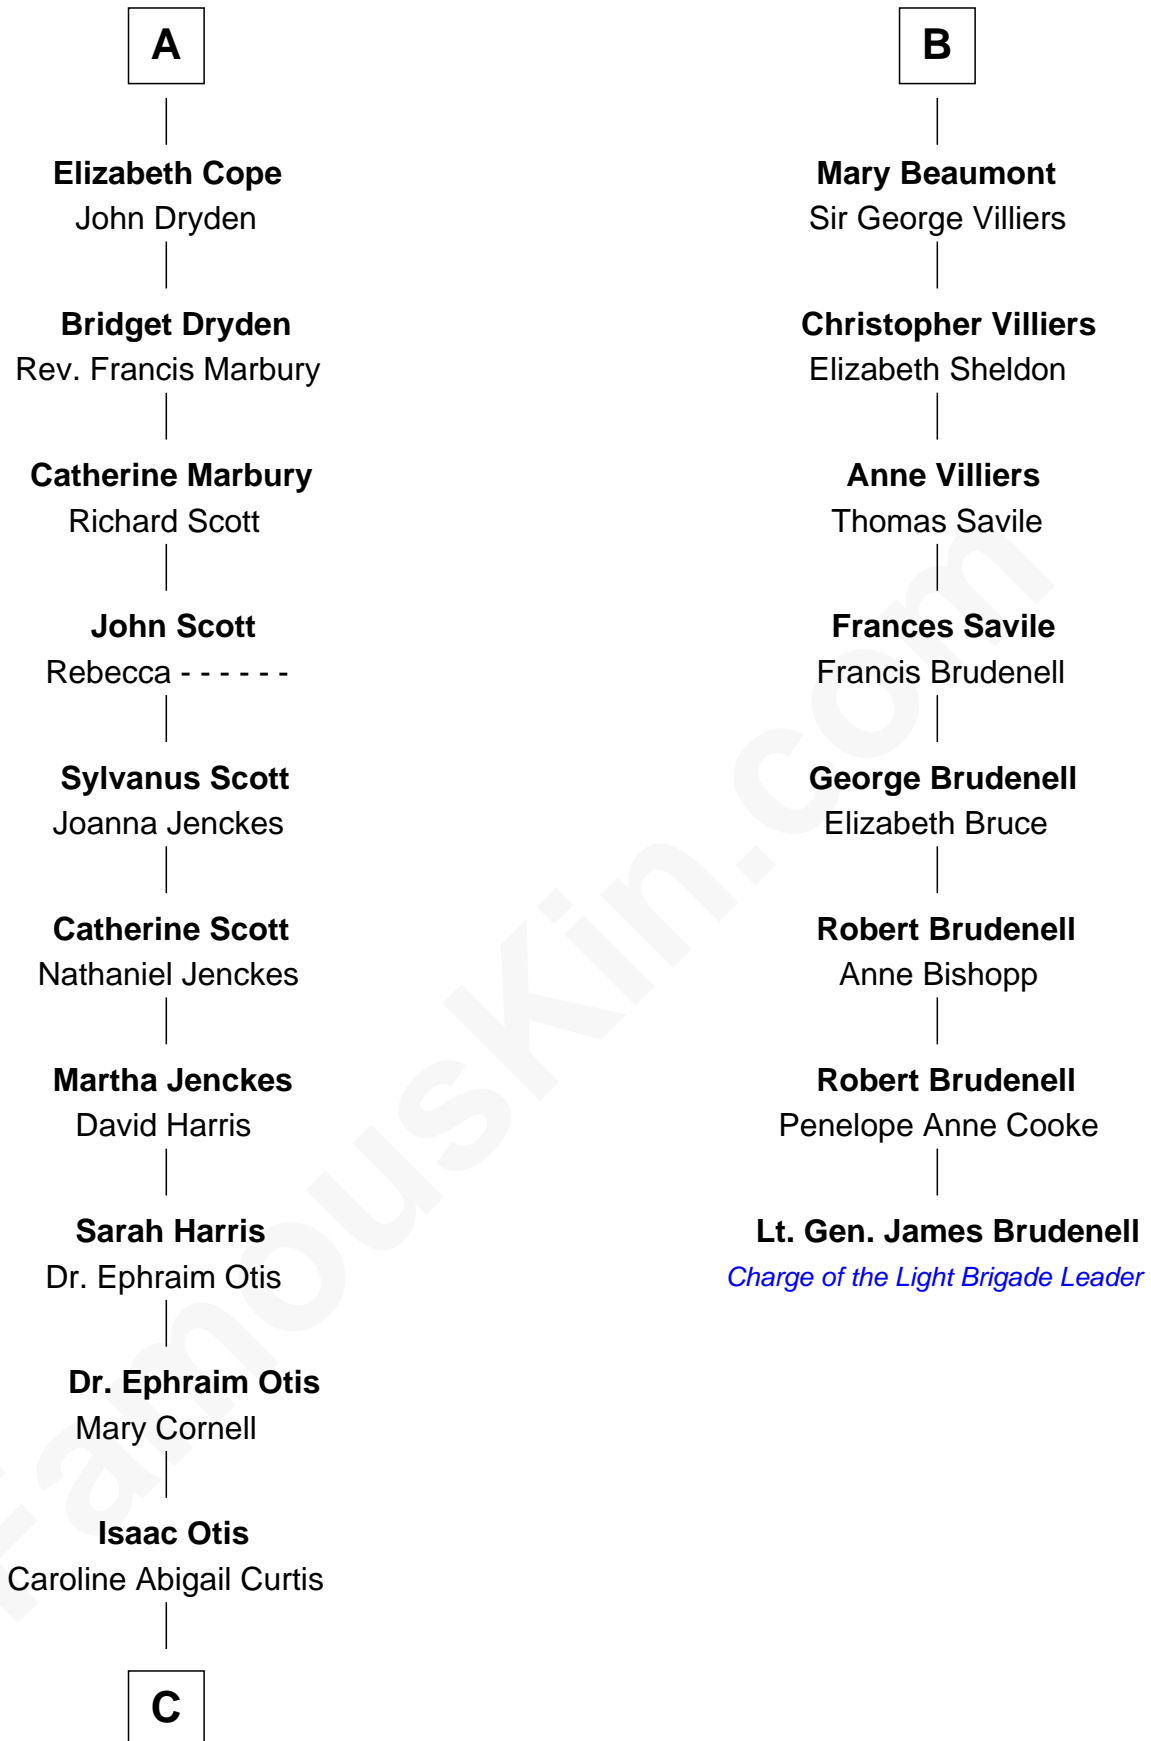 A
Elizabeth Cope
John Dryden
Bridget Dryden
Rev. Francis Marbury
Catherine Marbury
Richard Scott
John Scott
Rebecca - - - - - -
Sylvanus Scott
Joanna Jenckes
Catherine Scott
Nathaniel Jenckes
Martha Jenckes
David Harris
Sarah Harris
Dr. Ephraim Otis
Dr. Ephraim Otis
Mary Cornell
Isaac Otis
Caroline Abigail Curtis
C
B
Mary Beaumont
Sir George Villiers
Christopher Villiers
Elizabeth Sheldon
Anne Villiers
Thomas Savile
Frances Savile
Francis Brudenell
George Brudenell
Elizabeth Bruce
Robert Brudenell
Anne Bishopp
Robert Brudenell
Penelope Anne Cooke
Lt. Gen. James Brudenell
Charge of the Light Brigade Leader
FamousKin.com